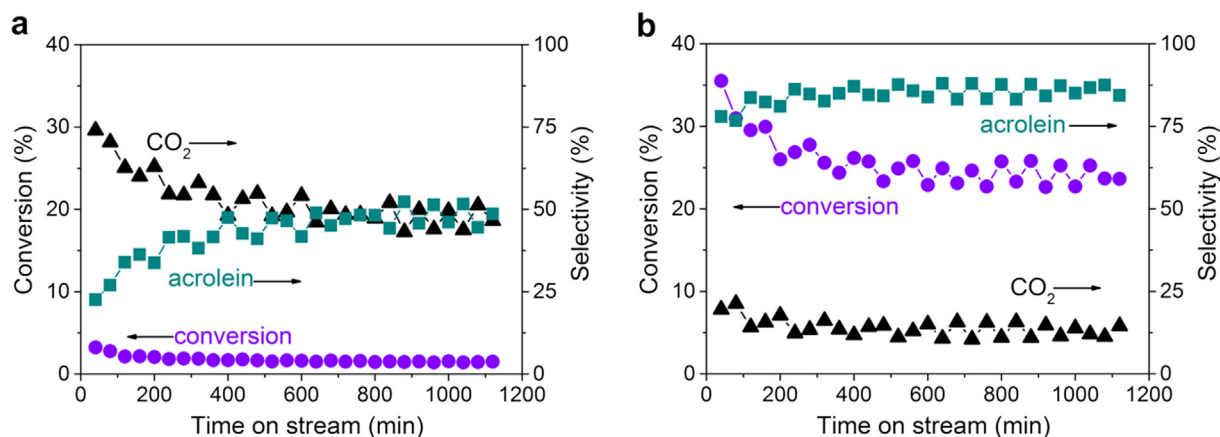 a
40
30
20
10
0
Conversion (%)
100
75
50
25
0
Selectivity (%)
CO₂
acrolein
conversion
0 200 400 600 800 1000 1200
Time on stream (min)
b
40
30
20
10
0
Conversion (%)
100
75
50
25
0
Selectivity (%)
acrolein
conversion
CO₂
0 200 400 600 800 1000 1200
Time on stream (min)